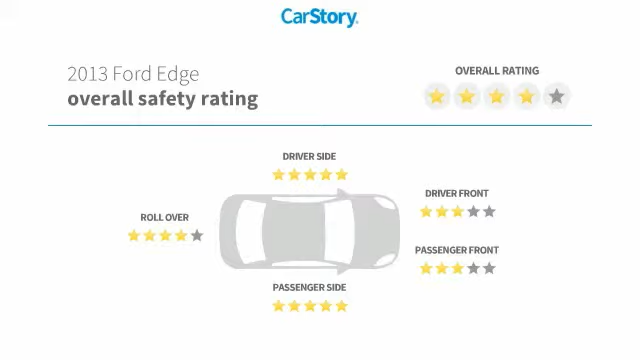 CarStory.
2013 Ford Edge
overall safety rating
OVERALL RATING
DRIVER SIDE
DRIVER FRONT
ROLL OVER
PASSENGER FRONT
PASSENGER SIDE